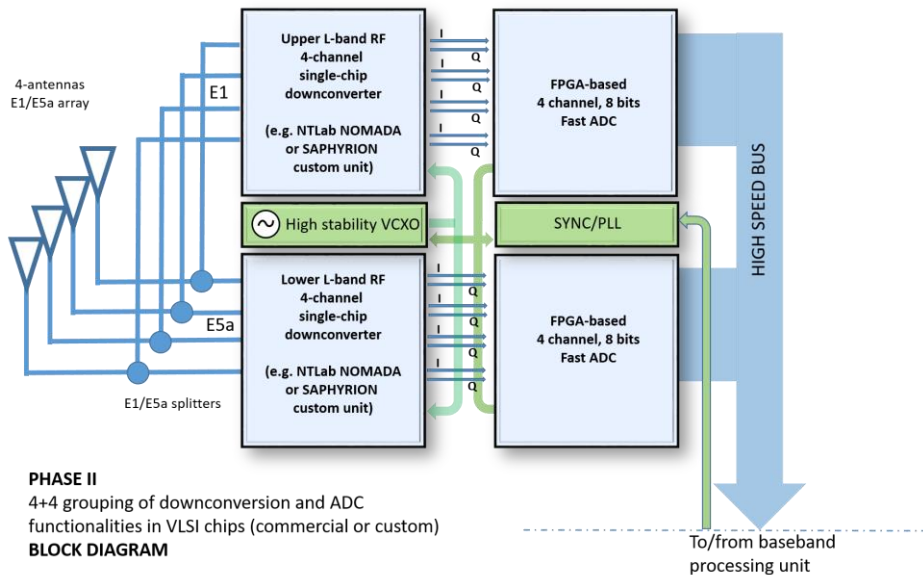 4-antennas
E1/E5a array
E1
Upper L-band RF
4-channel
single-chip
downconverter
(e.g. NTLab NOMADA
or SAPHYRION
custom unit)
I
Q
I
Q
I
Q
I
Q
FPGA-based
4 channel, 8 bits
Fast ADC
High stability VCXO
SYNC/PLL
HIGH SPEED BUS
E5a
Lower L-band RF
4-channel
single-chip
downconverter
(e.g. NTLab NOMADA
or SAPHYRION
custom unit)
I
Q
I
Q
I
Q
I
Q
FPGA-based
4 channel, 8 bits
Fast ADC
E1/E5a splitters
PHASE II
4+4 grouping of downconversion and ADC
functionalities in VLSI chips (commercial or custom)
BLOCK DIAGRAM
To/from baseband
processing unit